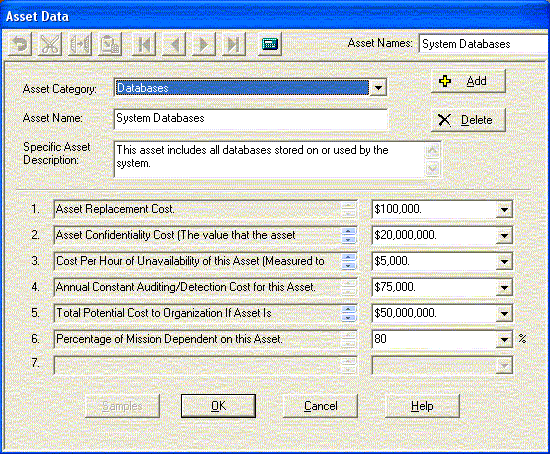 Asset Data
Asset Names: System Databases
Asset Category: Databases
Add
Asset Name: System Databases
Delete
Specific Asset Description: This asset includes all databases stored on or used by the
system.
1. Asset Replacement Cost. $100,000.
2. Asset Confidentiality Cost (The value that the asset $20,000,000.
3. Cost Per Hour of Unavailability of this Asset (Measured to $5,000.
4. Annual Constant Auditing/Detection Cost for this Asset. $75,000.
5. Total Potential Cost to Organization If Asset Is $50,000,000.
6. Percentage of Mission Dependent on this Asset. 80 %
7.
Samples OK Cancel Help